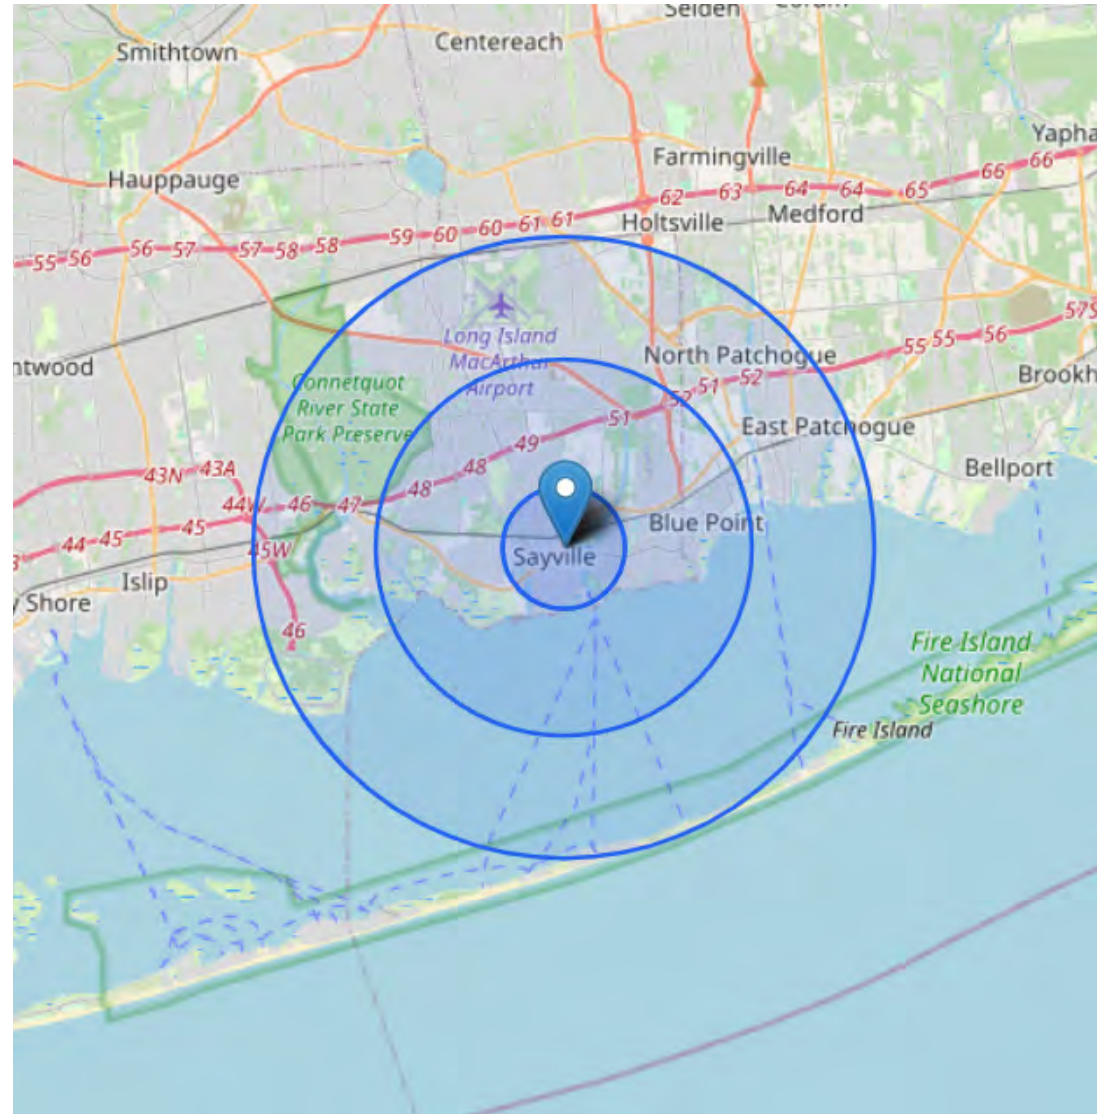 Selden
Smithtown
Centereach
Farmingville
Yapha
Hauppauge
66
66
65
64
64
63
62
Holtsville
Medford
61
61
60
60
59
58
58
57
57
56
56
55
Long Island
MacArthur
Airport
57S
56
55
55
North Patchogue
ntwood
Connetquot
River State
Park Preserve
Brookh
52
51
52
51
49
48
48
47
46
East Patchogue
Bellport
43N
43A
44W
45
45
44
3
45W
Blue Point
Sayville
Islip
y Shore
46
Fire Island
National
Seashore
Fire Island